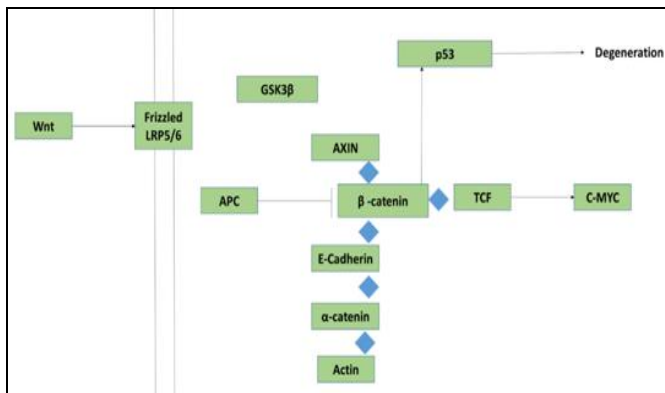 p53
Degeneration
GSK3β
Wnt
Frizzled
LRP5/6
AXIN
APC
β -catenin
TCF
C-MYC
E-Cadherin
α-catenin
Actin